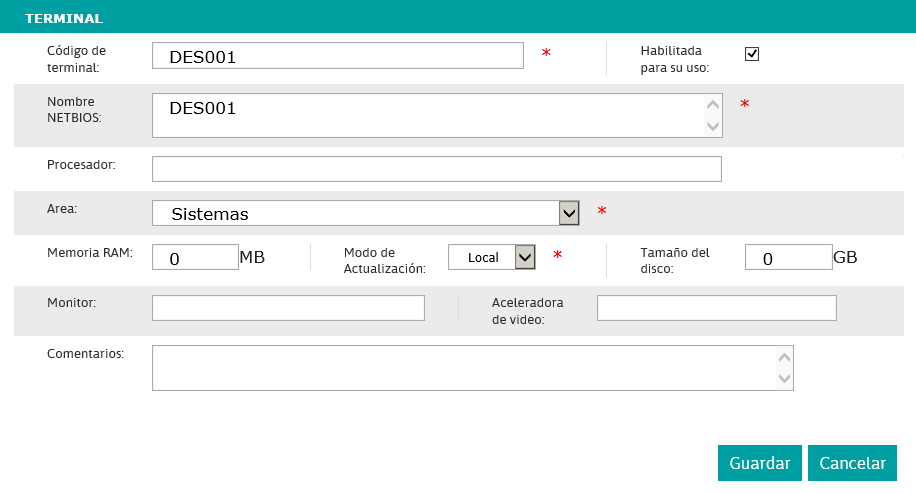 TERMINAL
Código de
terminal:
DES001
*
Habilitada
para su uso:
Nombre
NETBIOS:
DES001
*
Procesador:
Area:
Sistemas
*
Memoria RAM:
0
MB
Modo de
Actualización:
Local
*
Tamaño del
disco:
0
GB
Monitor:
Aceleradora
de video:
Comentarios:
Guardar
Cancelar